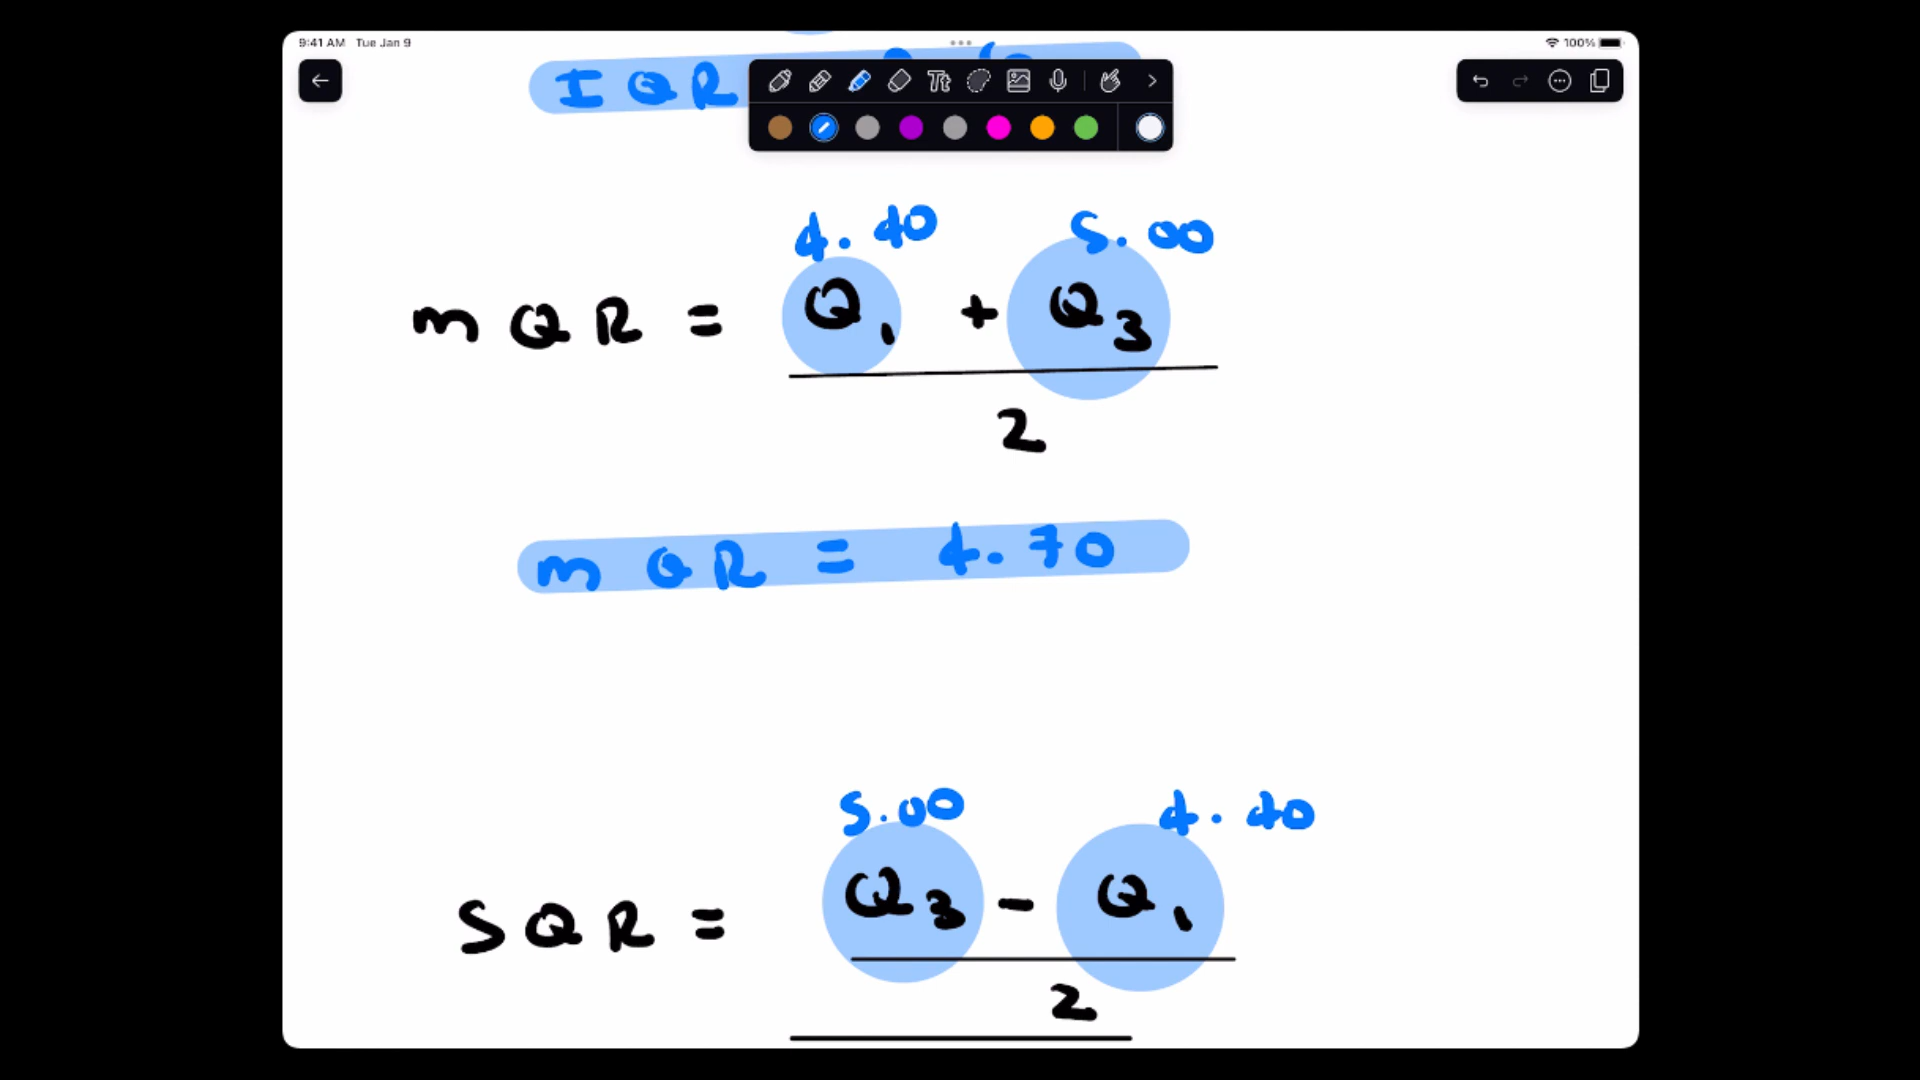 9:41 AM Tue Jan 9
100%
IQR
Tt
4.40 5.00
mQR = Q1 + Q3
2
mQR = 4.70
5.00 4.40
SQR = Q3 - Q1
2